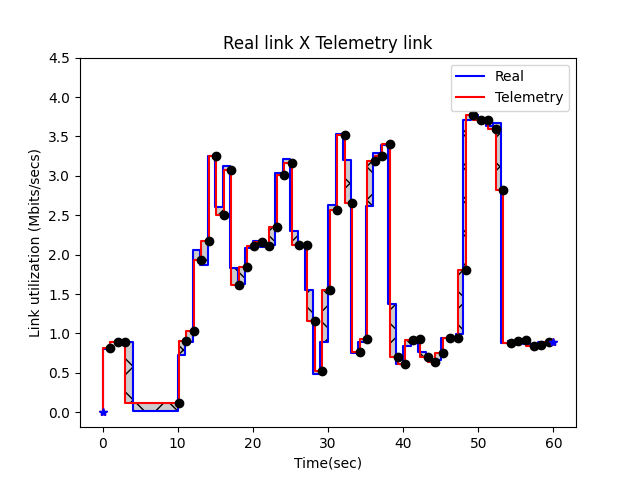 Real link X Telemetry link
Real
Telemetry
Link utilization (Mbits/secs)
4.5
4.0
3.5
3.0
2.5
2.0
1.5
1.0
0.5
0.0
0 10 20 30 40 50 60
Time(sec)